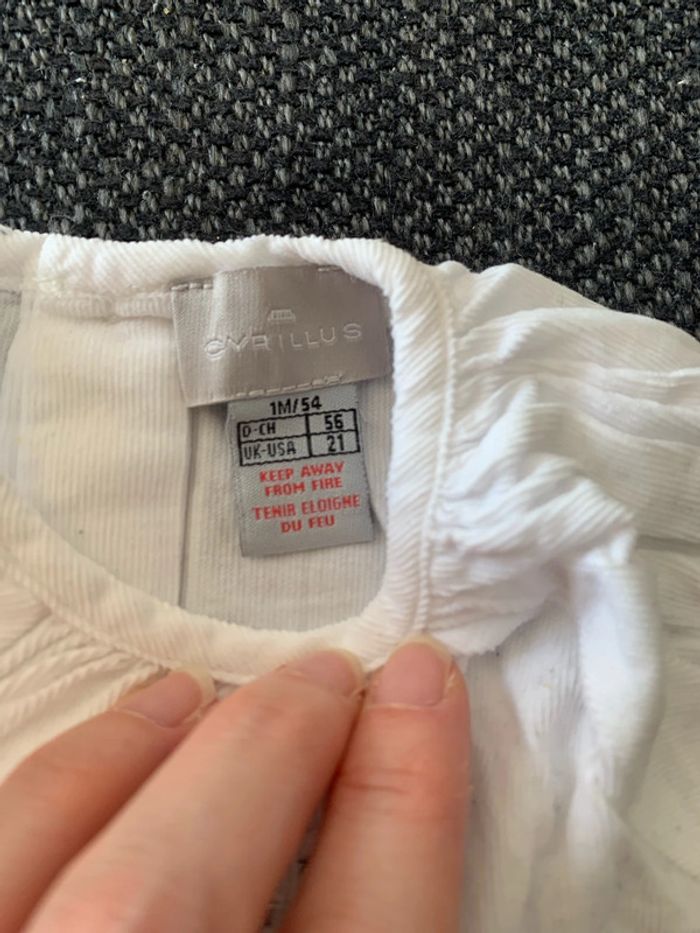 CYRILLUS
1M/54
D-CH 56
UK-USA 21
KEEP AWAY
FROM FIRE
TENIR ELOIGNE
DU FEU